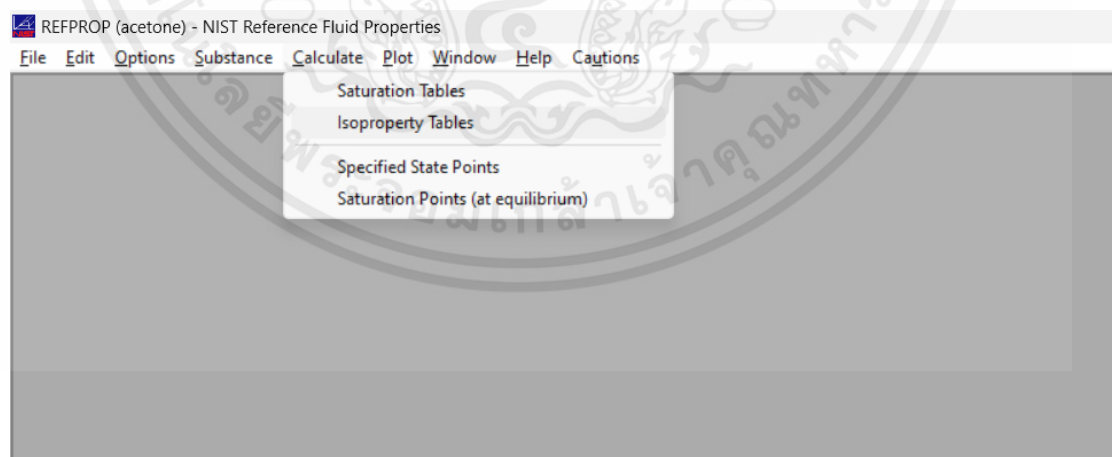 REFPROP (acetone) - NIST Reference Fluid Properties
File Edit Options Substance Calculate Plot Window Help Cautions
Saturation Tables
Isoproperty Tables
Specified State Points
Saturation Points (at equilibrium)